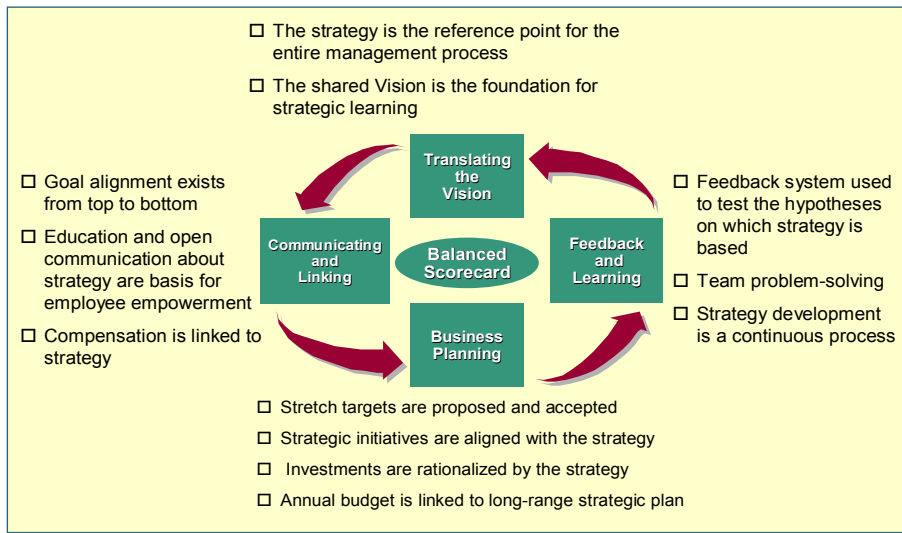 ☐ The strategy is the reference point for the
entire management process
☐ The shared Vision is the foundation for
strategic learning
Translating
the
Vision
☐ Goal alignment exists
from top to bottom
☐ Education and open
communication about
strategy are basis for
employee empowerment
☐ Compensation is linked to
strategy
Communicating
and
Linking
Balanced
Scorecard
Feedback
and
Learning
☐ Feedback system used
to test the hypotheses
on which strategy is
based
☐ Team problem-solving
☐ Strategy development
is a continuous process
Business
Planning
☐ Stretch targets are proposed and accepted
☐ Strategic initiatives are aligned with the strategy
☐ Investments are rationalized by the strategy
☐ Annual budget is linked to long-range strategic plan